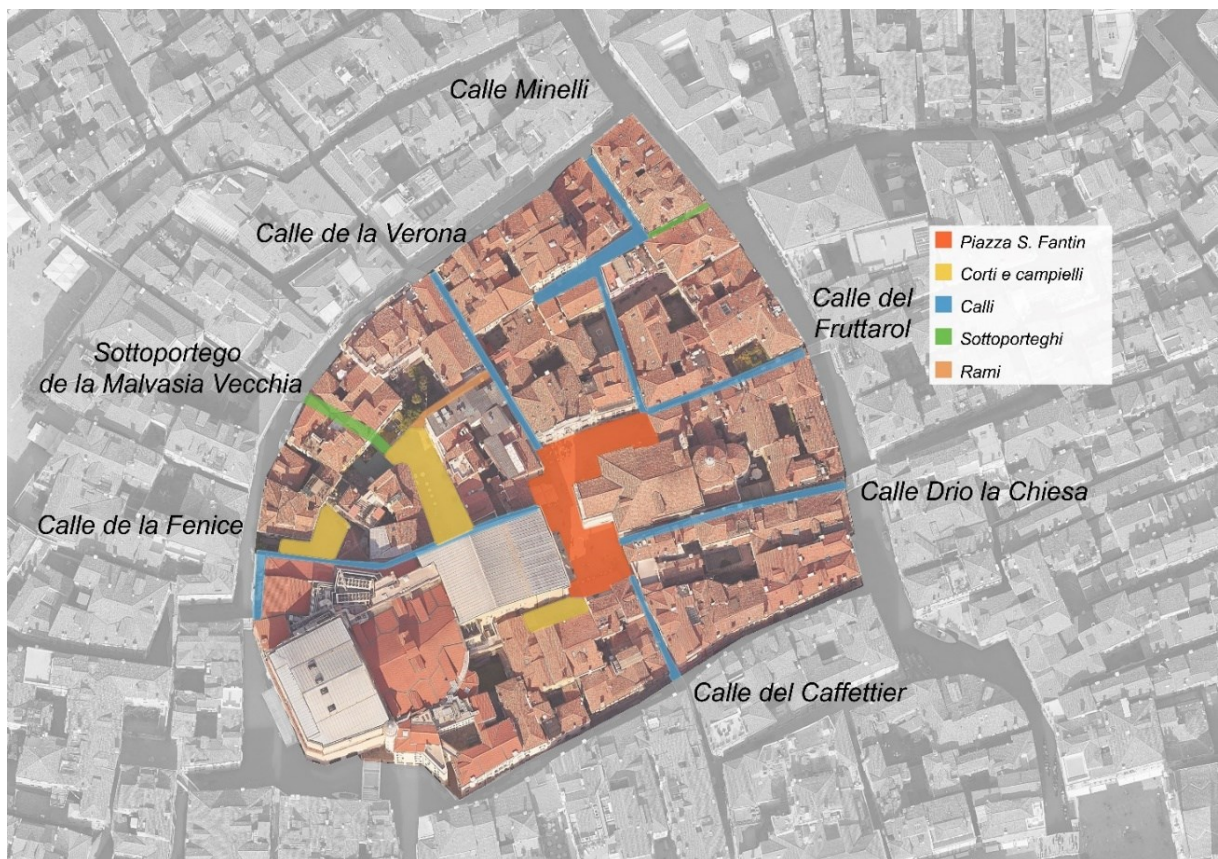 Calle Minelli
Calle de la Verona
Sottoportego
de la Malvasia Vecchia
Calle de la Fenice
Piazza S. Fantin
Corti e campielli
Calli
Sottoporteghi
Rami
Calle del
Fruttarol
Calle Drio la Chiesa
Calle del Caffettier